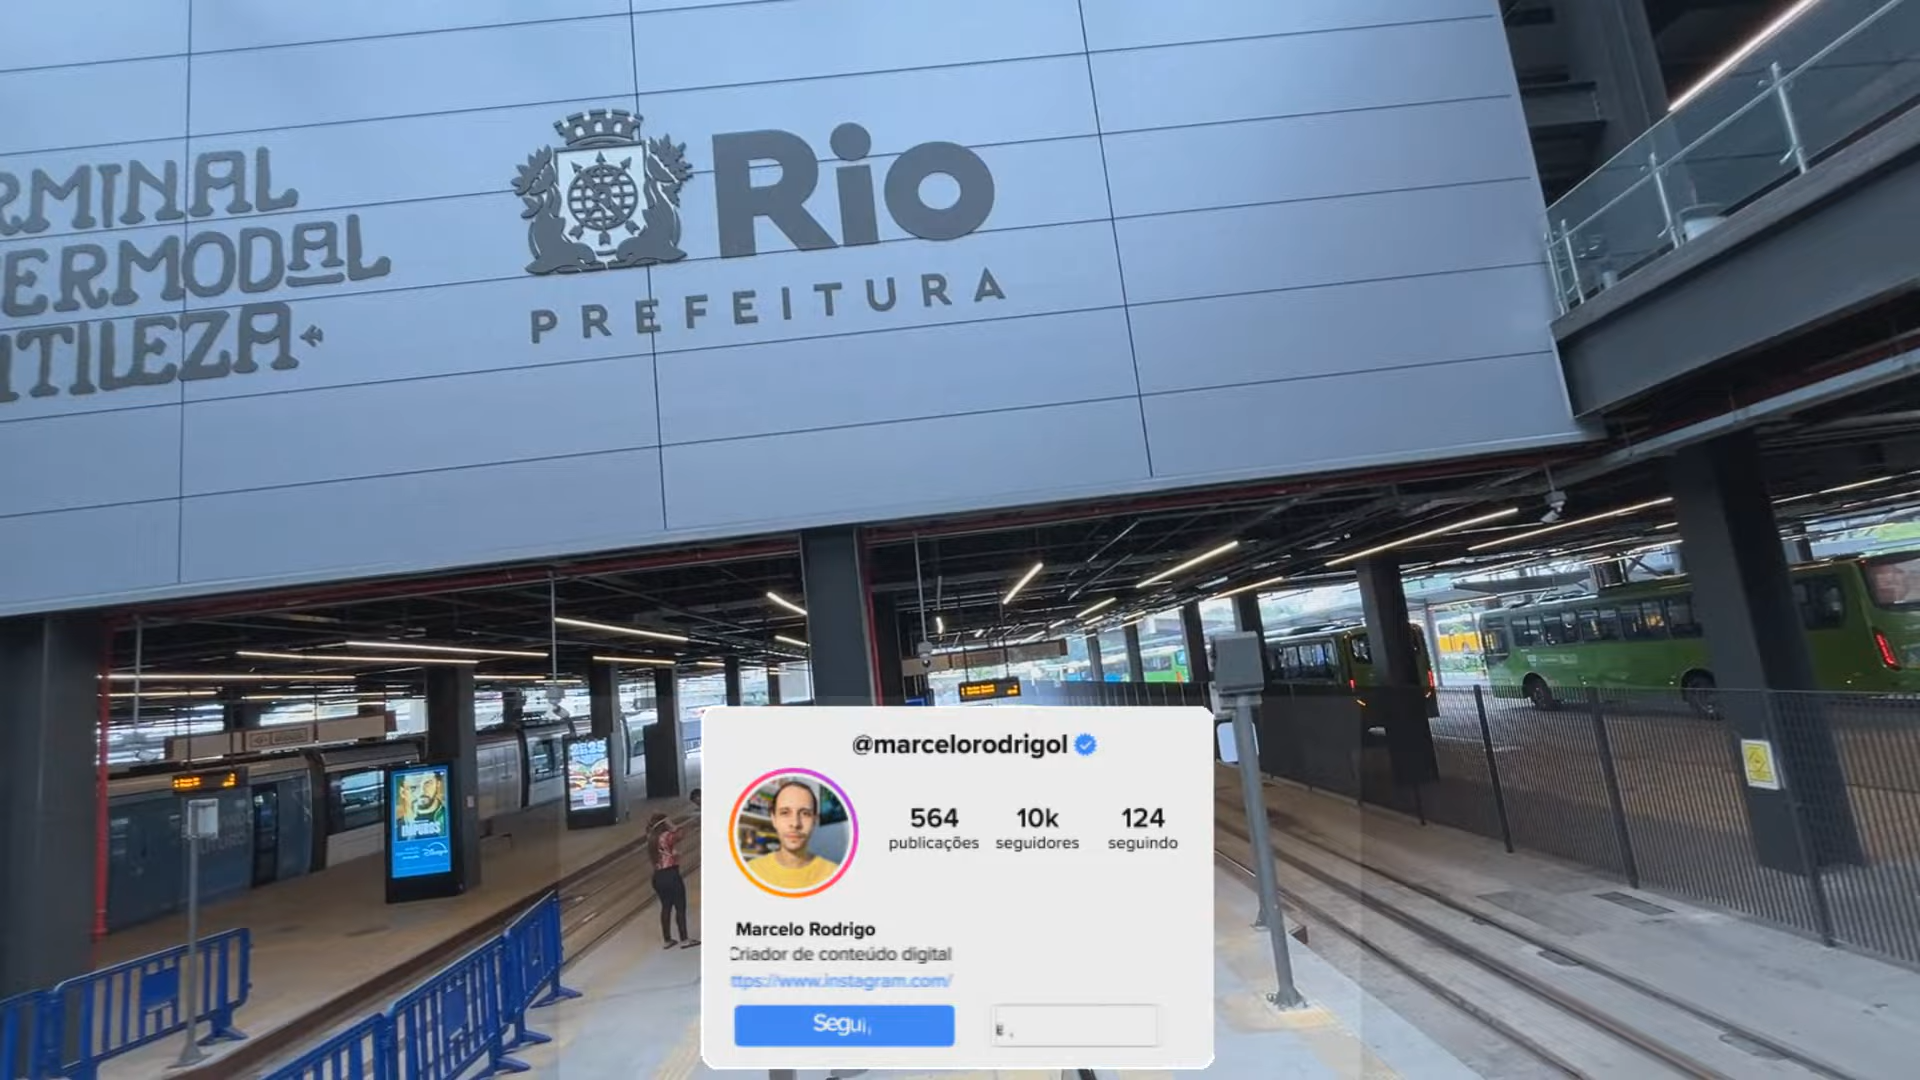 RMINAL
ERMODAL
TILEZA
Rio
PREFEITURA
@marcelorodrigol
564
10k
124
publicações
seguidores
seguindo
Marcelo Rodrigo
Criador de conteúdo digital
ttps://www.instagram.com/
Segui